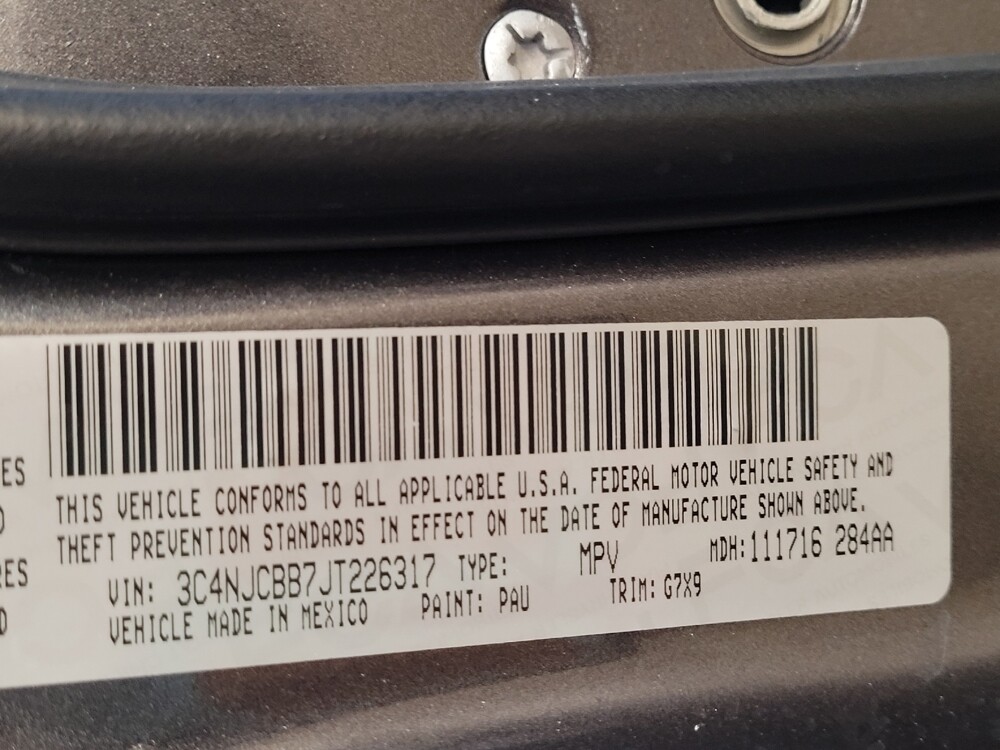 ES
THIS VEHICLE CONFORMS TO ALL APPLICABLE U.S.A. FEDERAL MOTOR VEHICLE SAFETY AND
THEFT PREVENTION STANDARDS IN EFFECT ON THE DATE OF MANUFACTURE SHOWN ABOVE.
RES
VIN: 3C4NJCBB7JT226317 TYPE: MPV MDH:111716 284AA
VEHICLE MADE IN MEXICO PAINT: PAU TRIM: G7X9